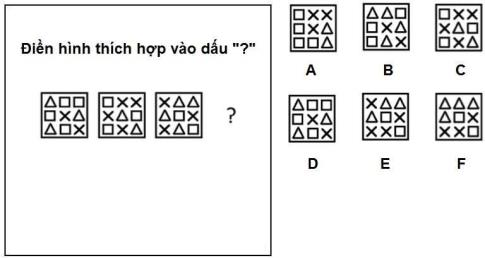 Điền hình thích hợp vào dấu "?"
?
A
B
C
D
E
F